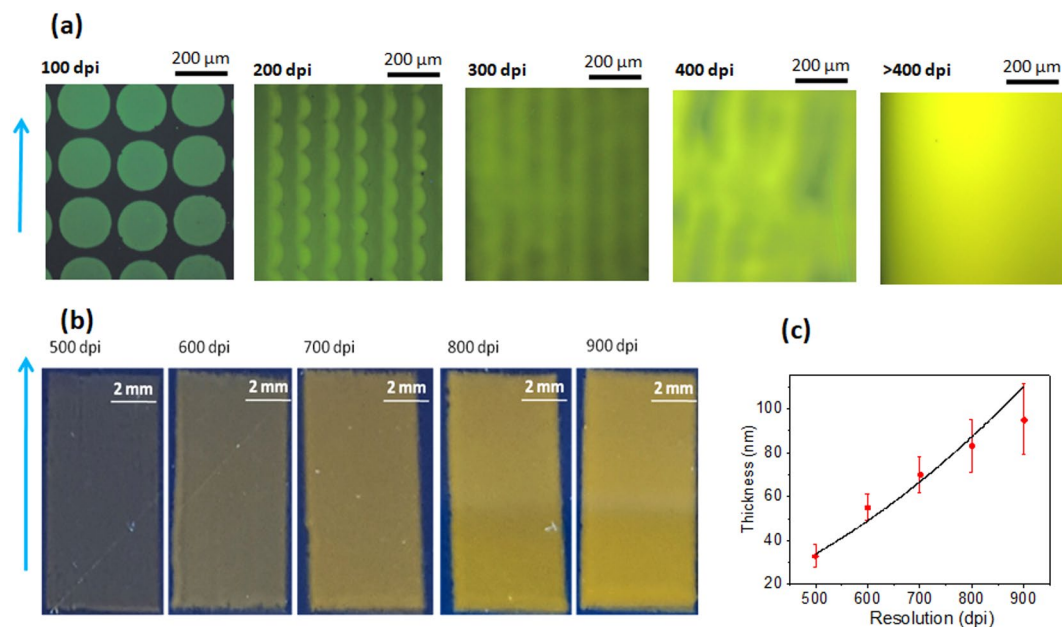 (a)
100 dpi 200 µm 200 dpi 200 µm 300 dpi 200 µm 400 dpi 200 µm >400 dpi 200 µm
(b)
500 dpi 600 dpi 700 dpi 800 dpi 900 dpi
2 mm 2 mm 2 mm 2 mm 2 mm
(c)
Thickness (nm)
100
80
60
40
20
500 600 700 800 900
Resolution (dpi)